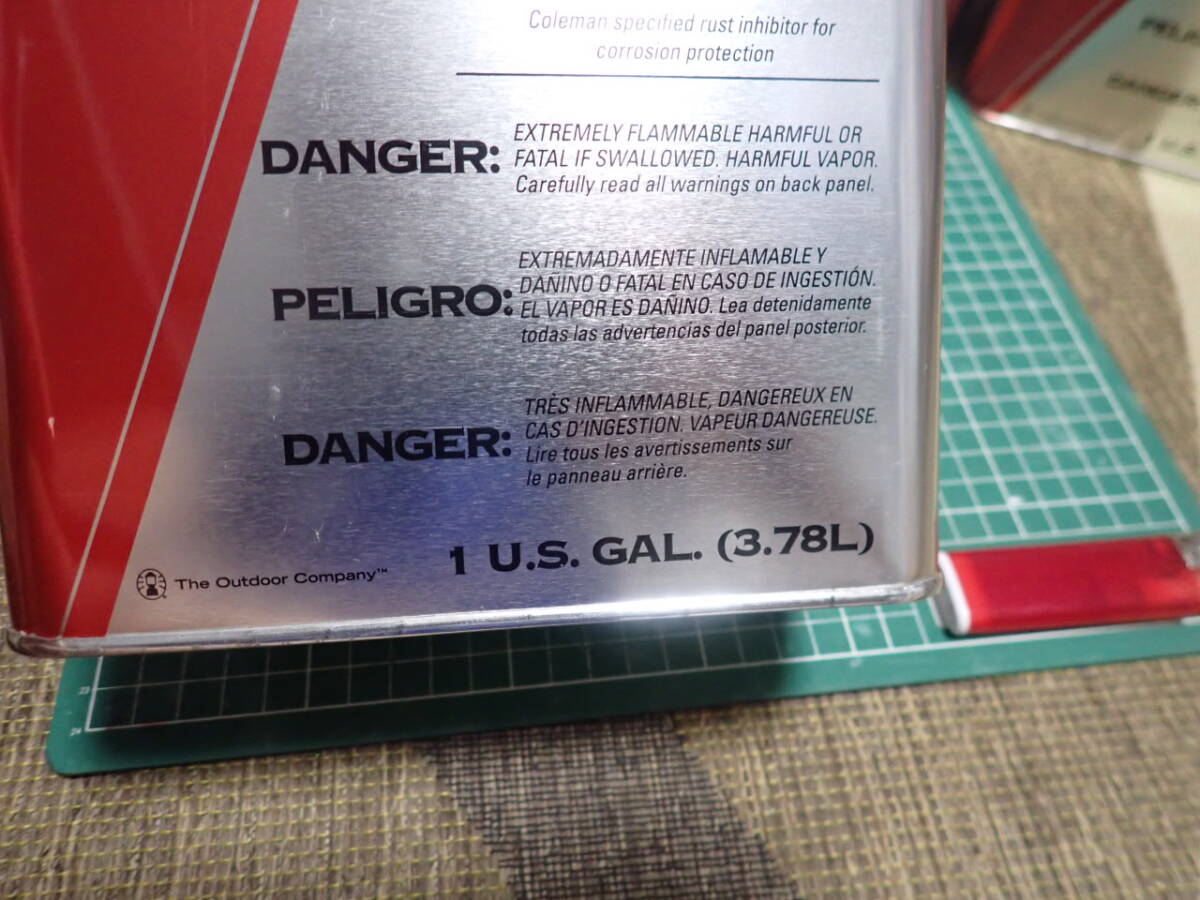 Coleman specified rust inhibitor for
corrosion protection
DANGER:
EXTREMELY FLAMMABLE HARMFUL OR
FATAL IF SWALLOWED. HARMFUL VAPOR.
Carefully read all warnings on back panel.
PELIGRO:
EXTREMADAMENTE INFLAMABLE Y
DAÑINO O FATAL EN CASO DE INGESTIÓN.
EL VAPOR ES DAÑINO. Lea detenidamente
todas las advertencias del panel posterior.
DANGER:
TRÈS INFLAMMABLE, DANGEREUX EN
CAS D'INGESTION. VAPEUR DANGEREUSE.
Lire tous les avertissements sur
le panneau arrière.
The Outdoor Company™
1 U.S. GAL. (3.78L)
23
24